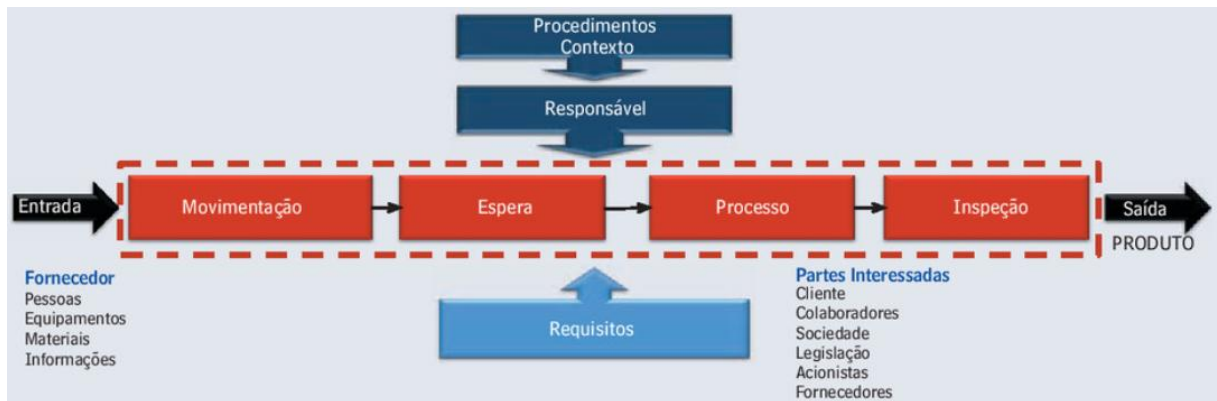 Procedimentos
Contexto
Responsável
Entrada
Movimentação
Espera
Processo
Inspeção
Saída
PRODUTO
Fornecedor
Pessoas
Equipamentos
Materiais
Informações
Requisitos
Partes Interessadas
Cliente
Colaboradores
Sociedade
Legislação
Acionistas
Fornecedores